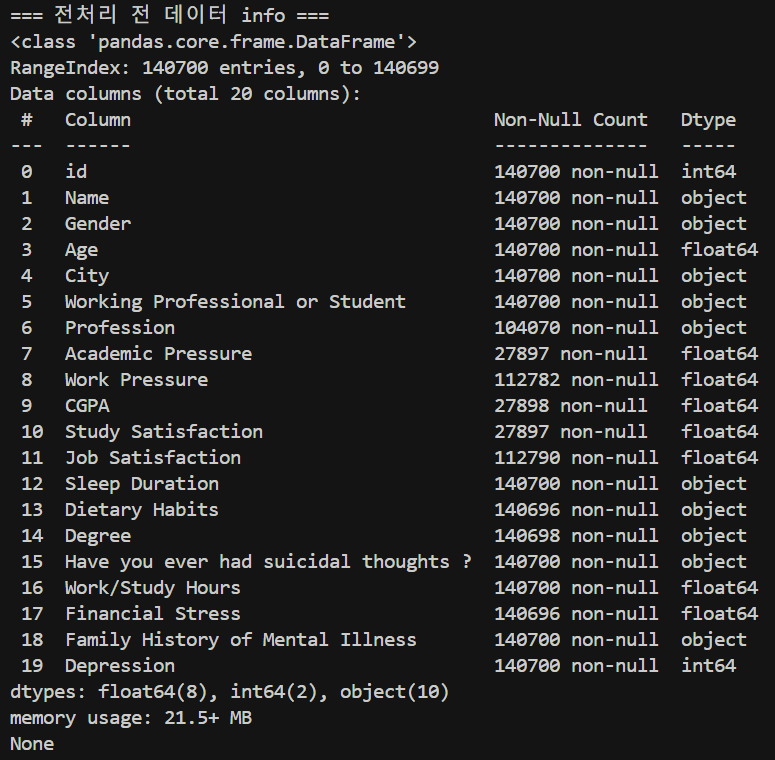 === 전처리 전 데이터 info ===
<class 'pandas.core.frame.DataFrame'>
RangeIndex: 140700 entries, 0 to 140699
Data columns (total 20 columns):
 #   Column                                 Non-Null Count   Dtype
---  ------                                 --------------   -----
 0   id                                     140700 non-null  int64
 1   Name                                   140700 non-null  object
 2   Gender                                 140700 non-null  object
 3   Age                                    140700 non-null  float64
 4   City                                   140700 non-null  object
 5   Working Professional or Student        140700 non-null  object
 6   Profession                             104070 non-null  object
 7   Academic Pressure                      27897 non-null   float64
 8   Work Pressure                          112782 non-null  float64
 9   CGPA                                   27898 non-null   float64
 10  Study Satisfaction                     27897 non-null   float64
 11  Job Satisfaction                       112790 non-null  float64
 12  Sleep Duration                         140700 non-null  object
 13  Dietary Habits                         140696 non-null  object
 14  Degree                                 140698 non-null  object
 15  Have you ever had suicidal thoughts ?  140700 non-null  object
 16  Work/Study Hours                       140700 non-null  float64
 17  Financial Stress                       140696 non-null  float64
 18  Family History of Mental Illness       140700 non-null  object
 19  Depression                             140700 non-null  int64
dtypes: float64(8), int64(2), object(10)
memory usage: 21.5+ MB
None